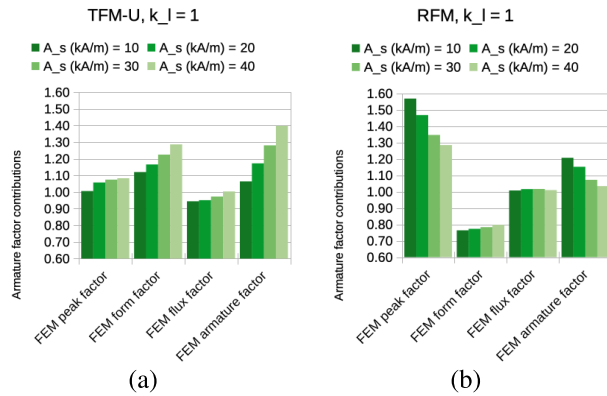 TFM-U, k_l = 1
A_s (kA/m) = 10 A_s (kA/m) = 20
A_s (kA/m) = 30 A_s (kA/m) = 40
Armature factor contributions
1.60
1.50
1.40
1.30
1.20
1.10
1.00
0.90
0.80
0.70
0.60
FEM peak factor
FEM form factor
FEM flux factor
FEM armature factor
(a)
RFM, k_l = 1
A_s (kA/m) = 10 A_s (kA/m) = 20
A_s (kA/m) = 30 A_s (kA/m) = 40
Armature factor contributions
1.60
1.50
1.40
1.30
1.20
1.10
1.00
0.90
0.80
0.70
0.60
FEM peak factor
FEM form factor
FEM flux factor
FEM armature factor
(b)